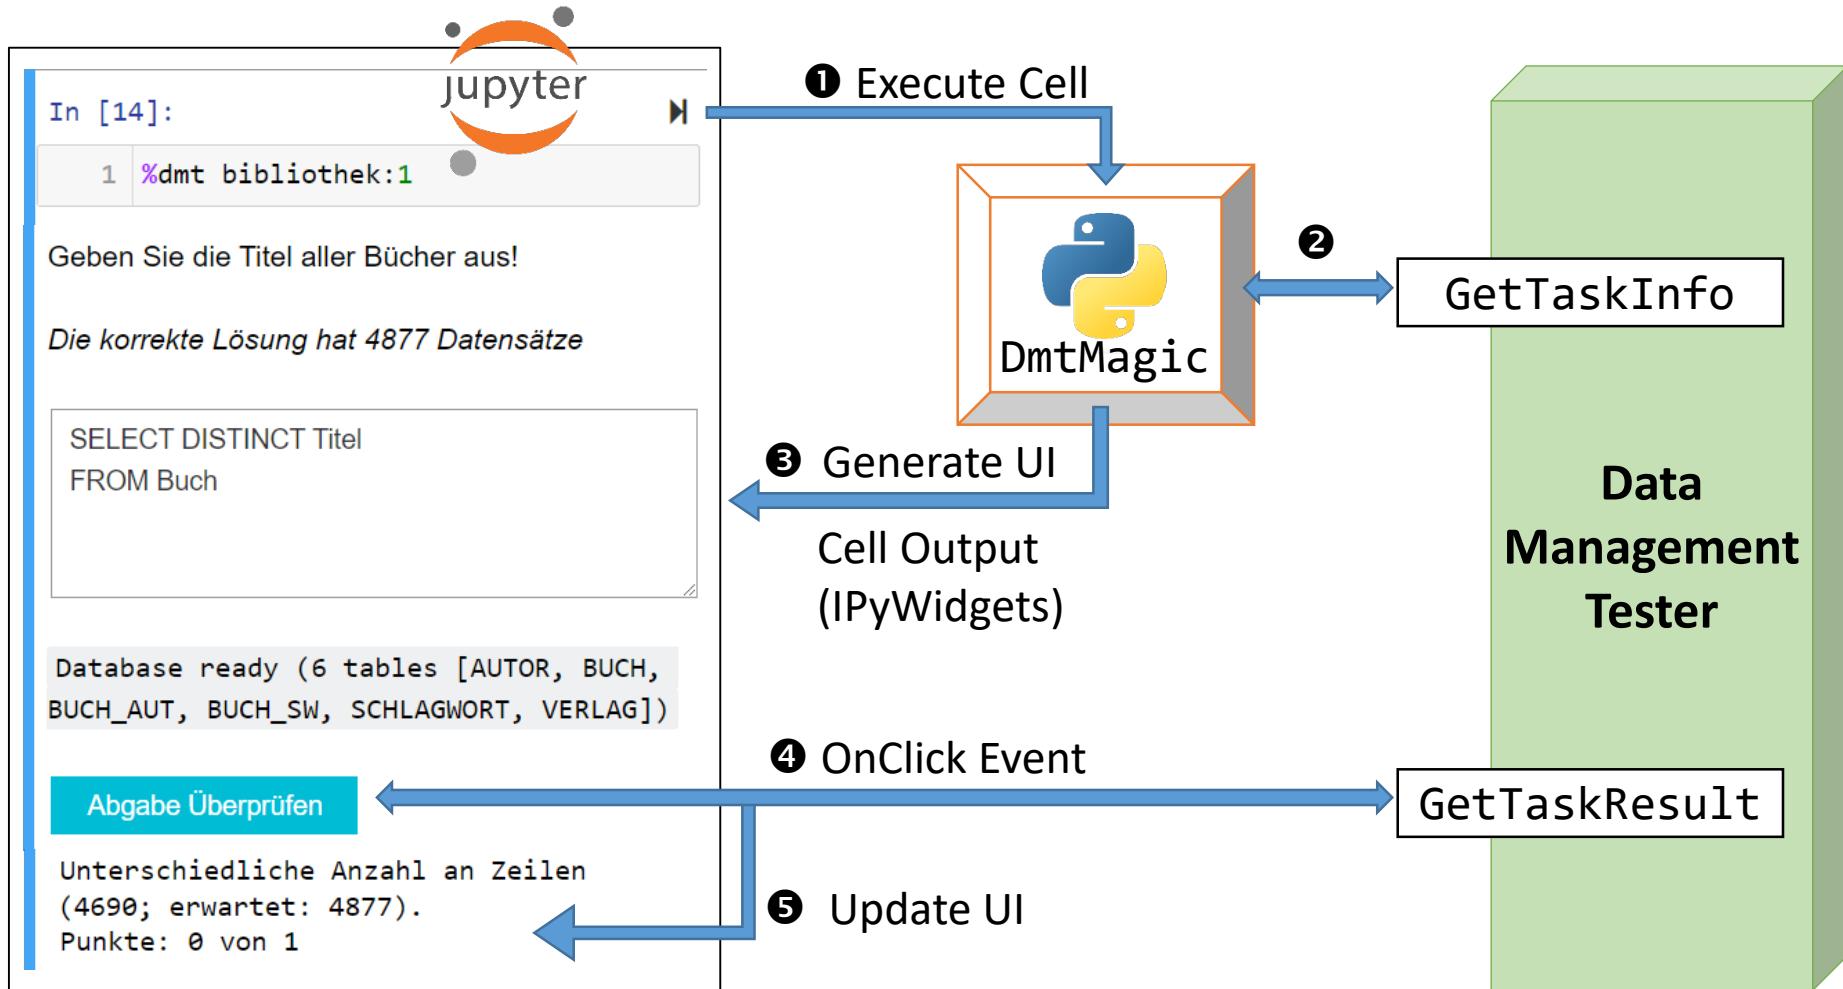 jupyter
In [14]:
1 %dmt bibliothek:1
Geben Sie die Titel aller Bücher aus!
Die korrekte Lösung hat 4877 Datensätze
SELECT DISTINCT Titel
FROM Buch
Database ready (6 tables [AUTOR, BUCH,
BUCH_AUT, BUCH_SW, SCHLAGWORT, VERLAG])
Abgabe Überprüfen
Unterschiedliche Anzahl an Zeilen
(4690; erwartet: 4877).
Punkte: 0 von 1
❶ Execute Cell
DmtMagic
❷
GetTaskInfo
❸ Generate UI
Cell Output
(IPyWidgets)
❹ OnClick Event
GetTaskResult
❺ Update UI
Data
Management
Tester